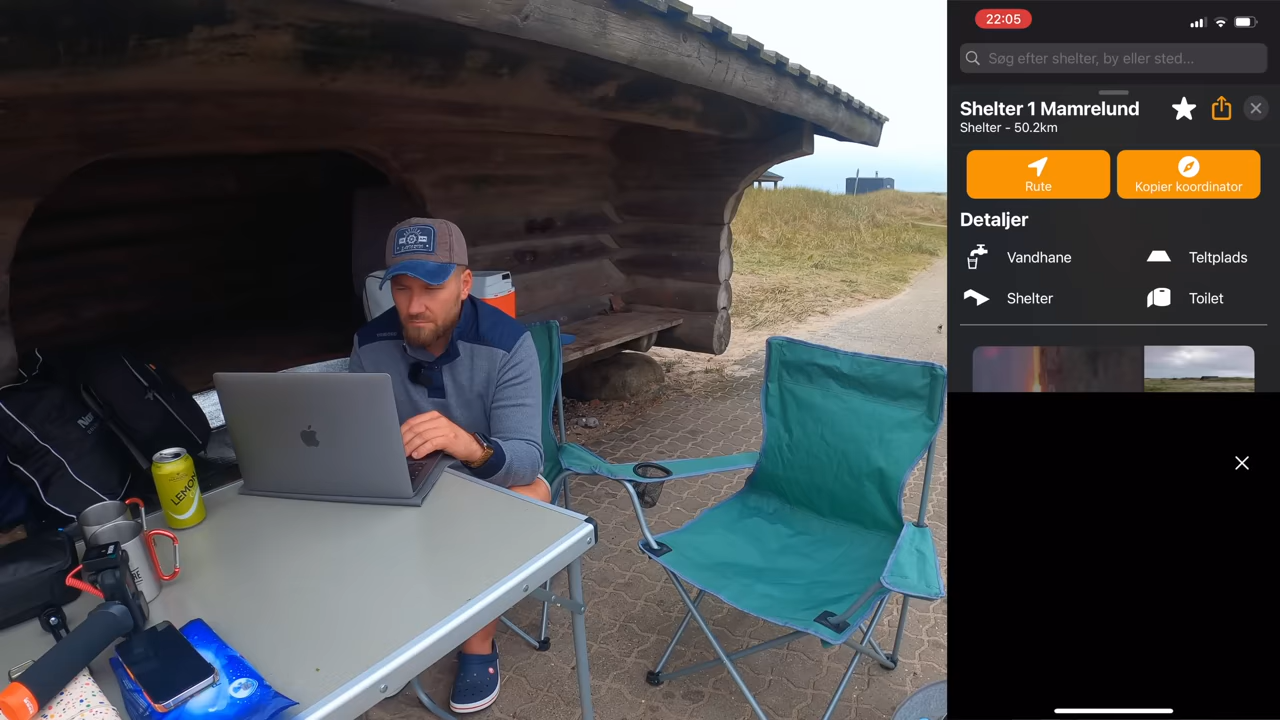 22:05
Søg efter shelter, by eller sted...
Shelter 1 Mamrelund
Shelter - 50.2km
Rute
Kopier koordinator
Detaljer
Vandhane
Teltplads
Shelter
Toilet
LEMON